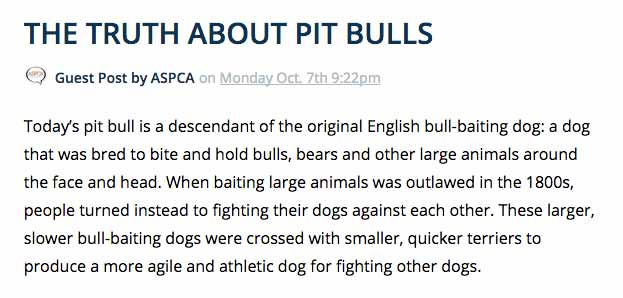 THE TRUTH ABOUT PIT BULLS
Guest Post by ASPCA on Monday Oct. 7th 9:22pm
Today's pit bull is a descendant of the original English bull-baiting dog: a dog
that was bred to bite and hold bulls, bears and other large animals around
the face and head. When baiting large animals was outlawed in the 1800s,
people turned instead to fighting their dogs against each other. These larger,
slower bull-baiting dogs were crossed with smaller, quicker terriers to
produce a more agile and athletic dog for fighting other dogs.